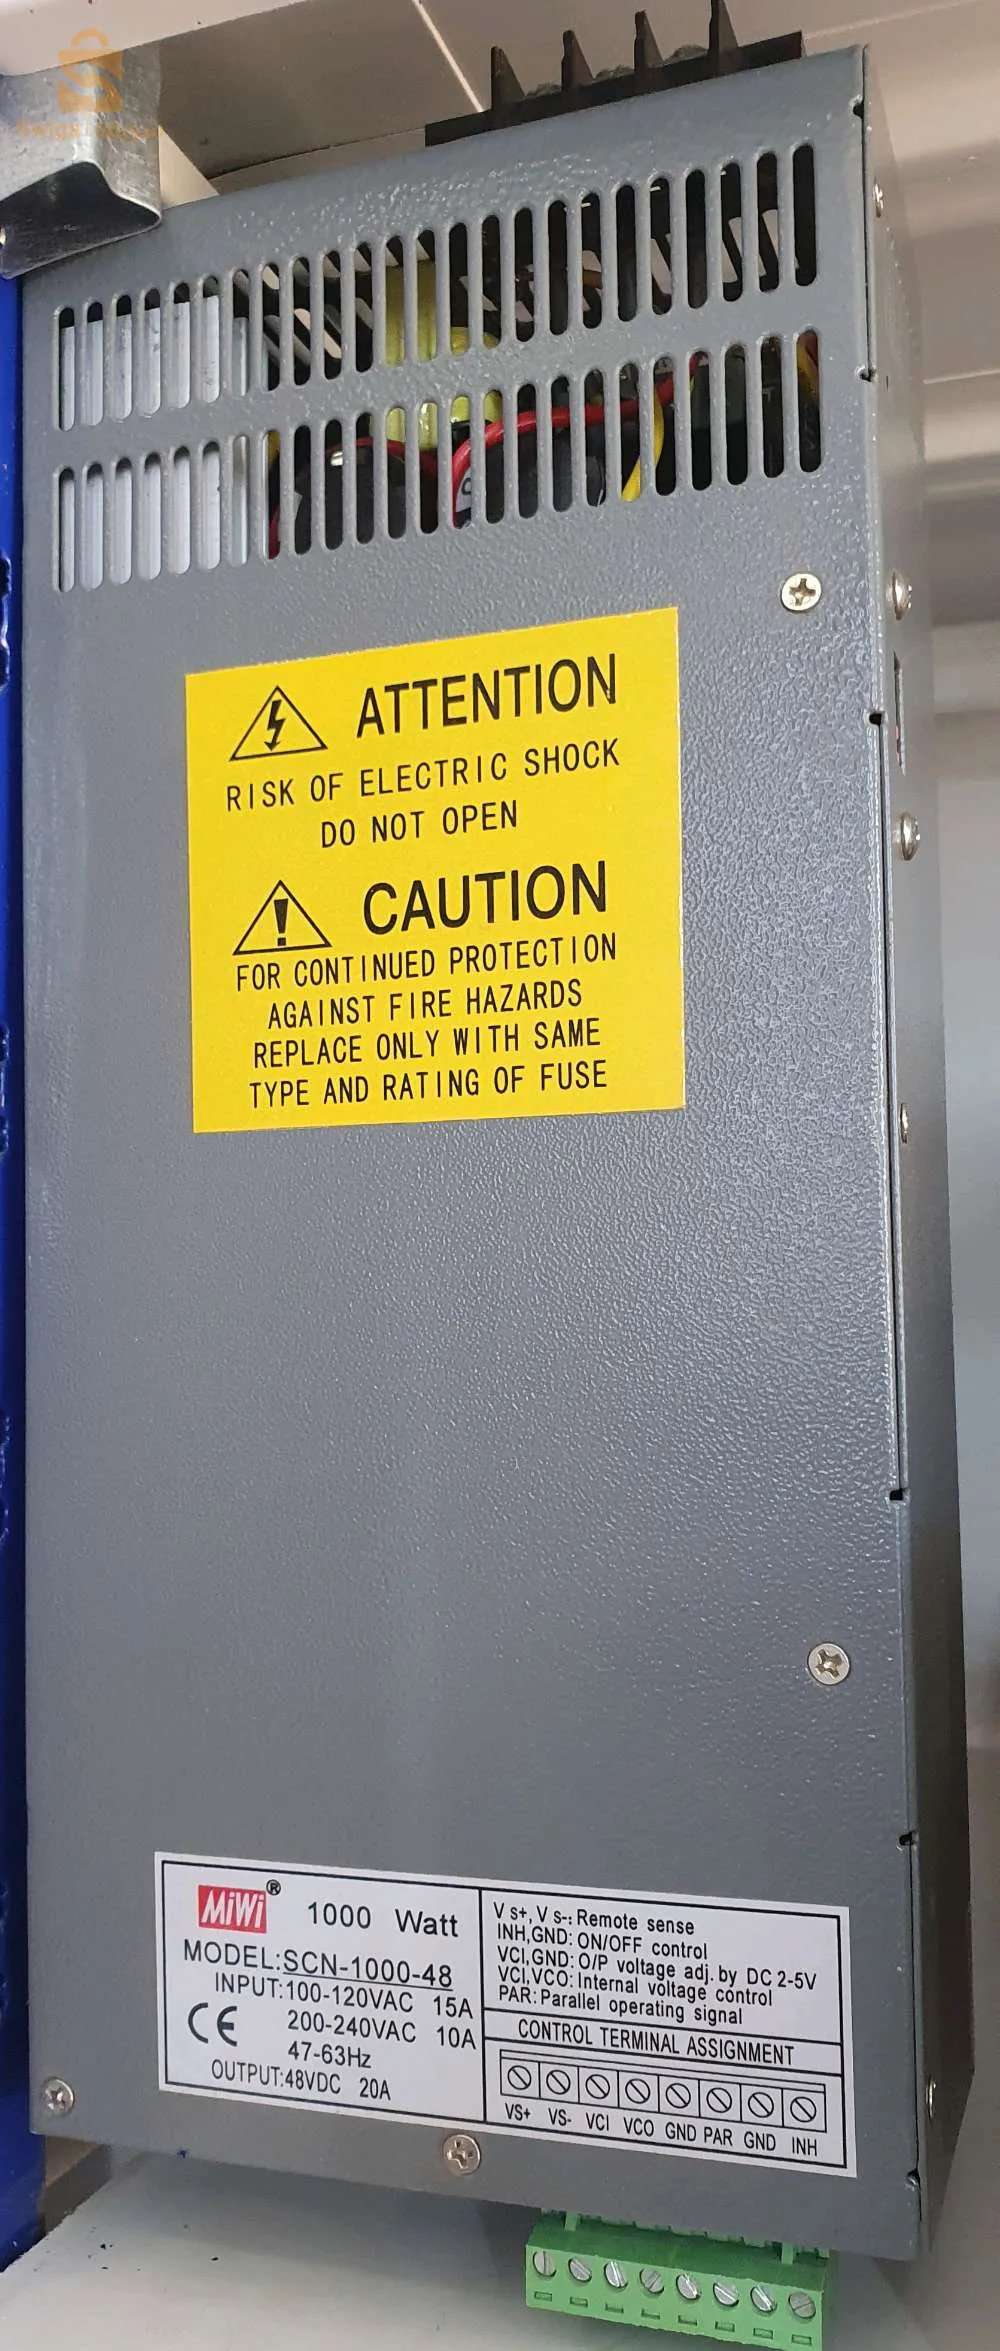 ATTENTION
RISK OF ELECTRIC SHOCK
DO NOT OPEN
CAUTION
FOR CONTINUED PROTECTION
AGAINST FIRE HAZARDS
REPLACE ONLY WITH SAME
TYPE AND RATING OF FUSE
MiWi® 1000 Watt
MODEL:SCN-1000-48
INPUT:100-120VAC 15A
CE 200-240VAC 10A
47-63Hz
OUTPUT:48VDC 20A
V S+, V S-: Remote sense
INH,GND: ON/OFF control
VCI,GND: O/P voltage adj. by DC 2-5V
VCI,VCO: Internal voltage control
PAR: Parallel operating signal
CONTROL TERMINAL ASSIGNMENT
VS+ VS- VCI VCO GND PAR GND INH